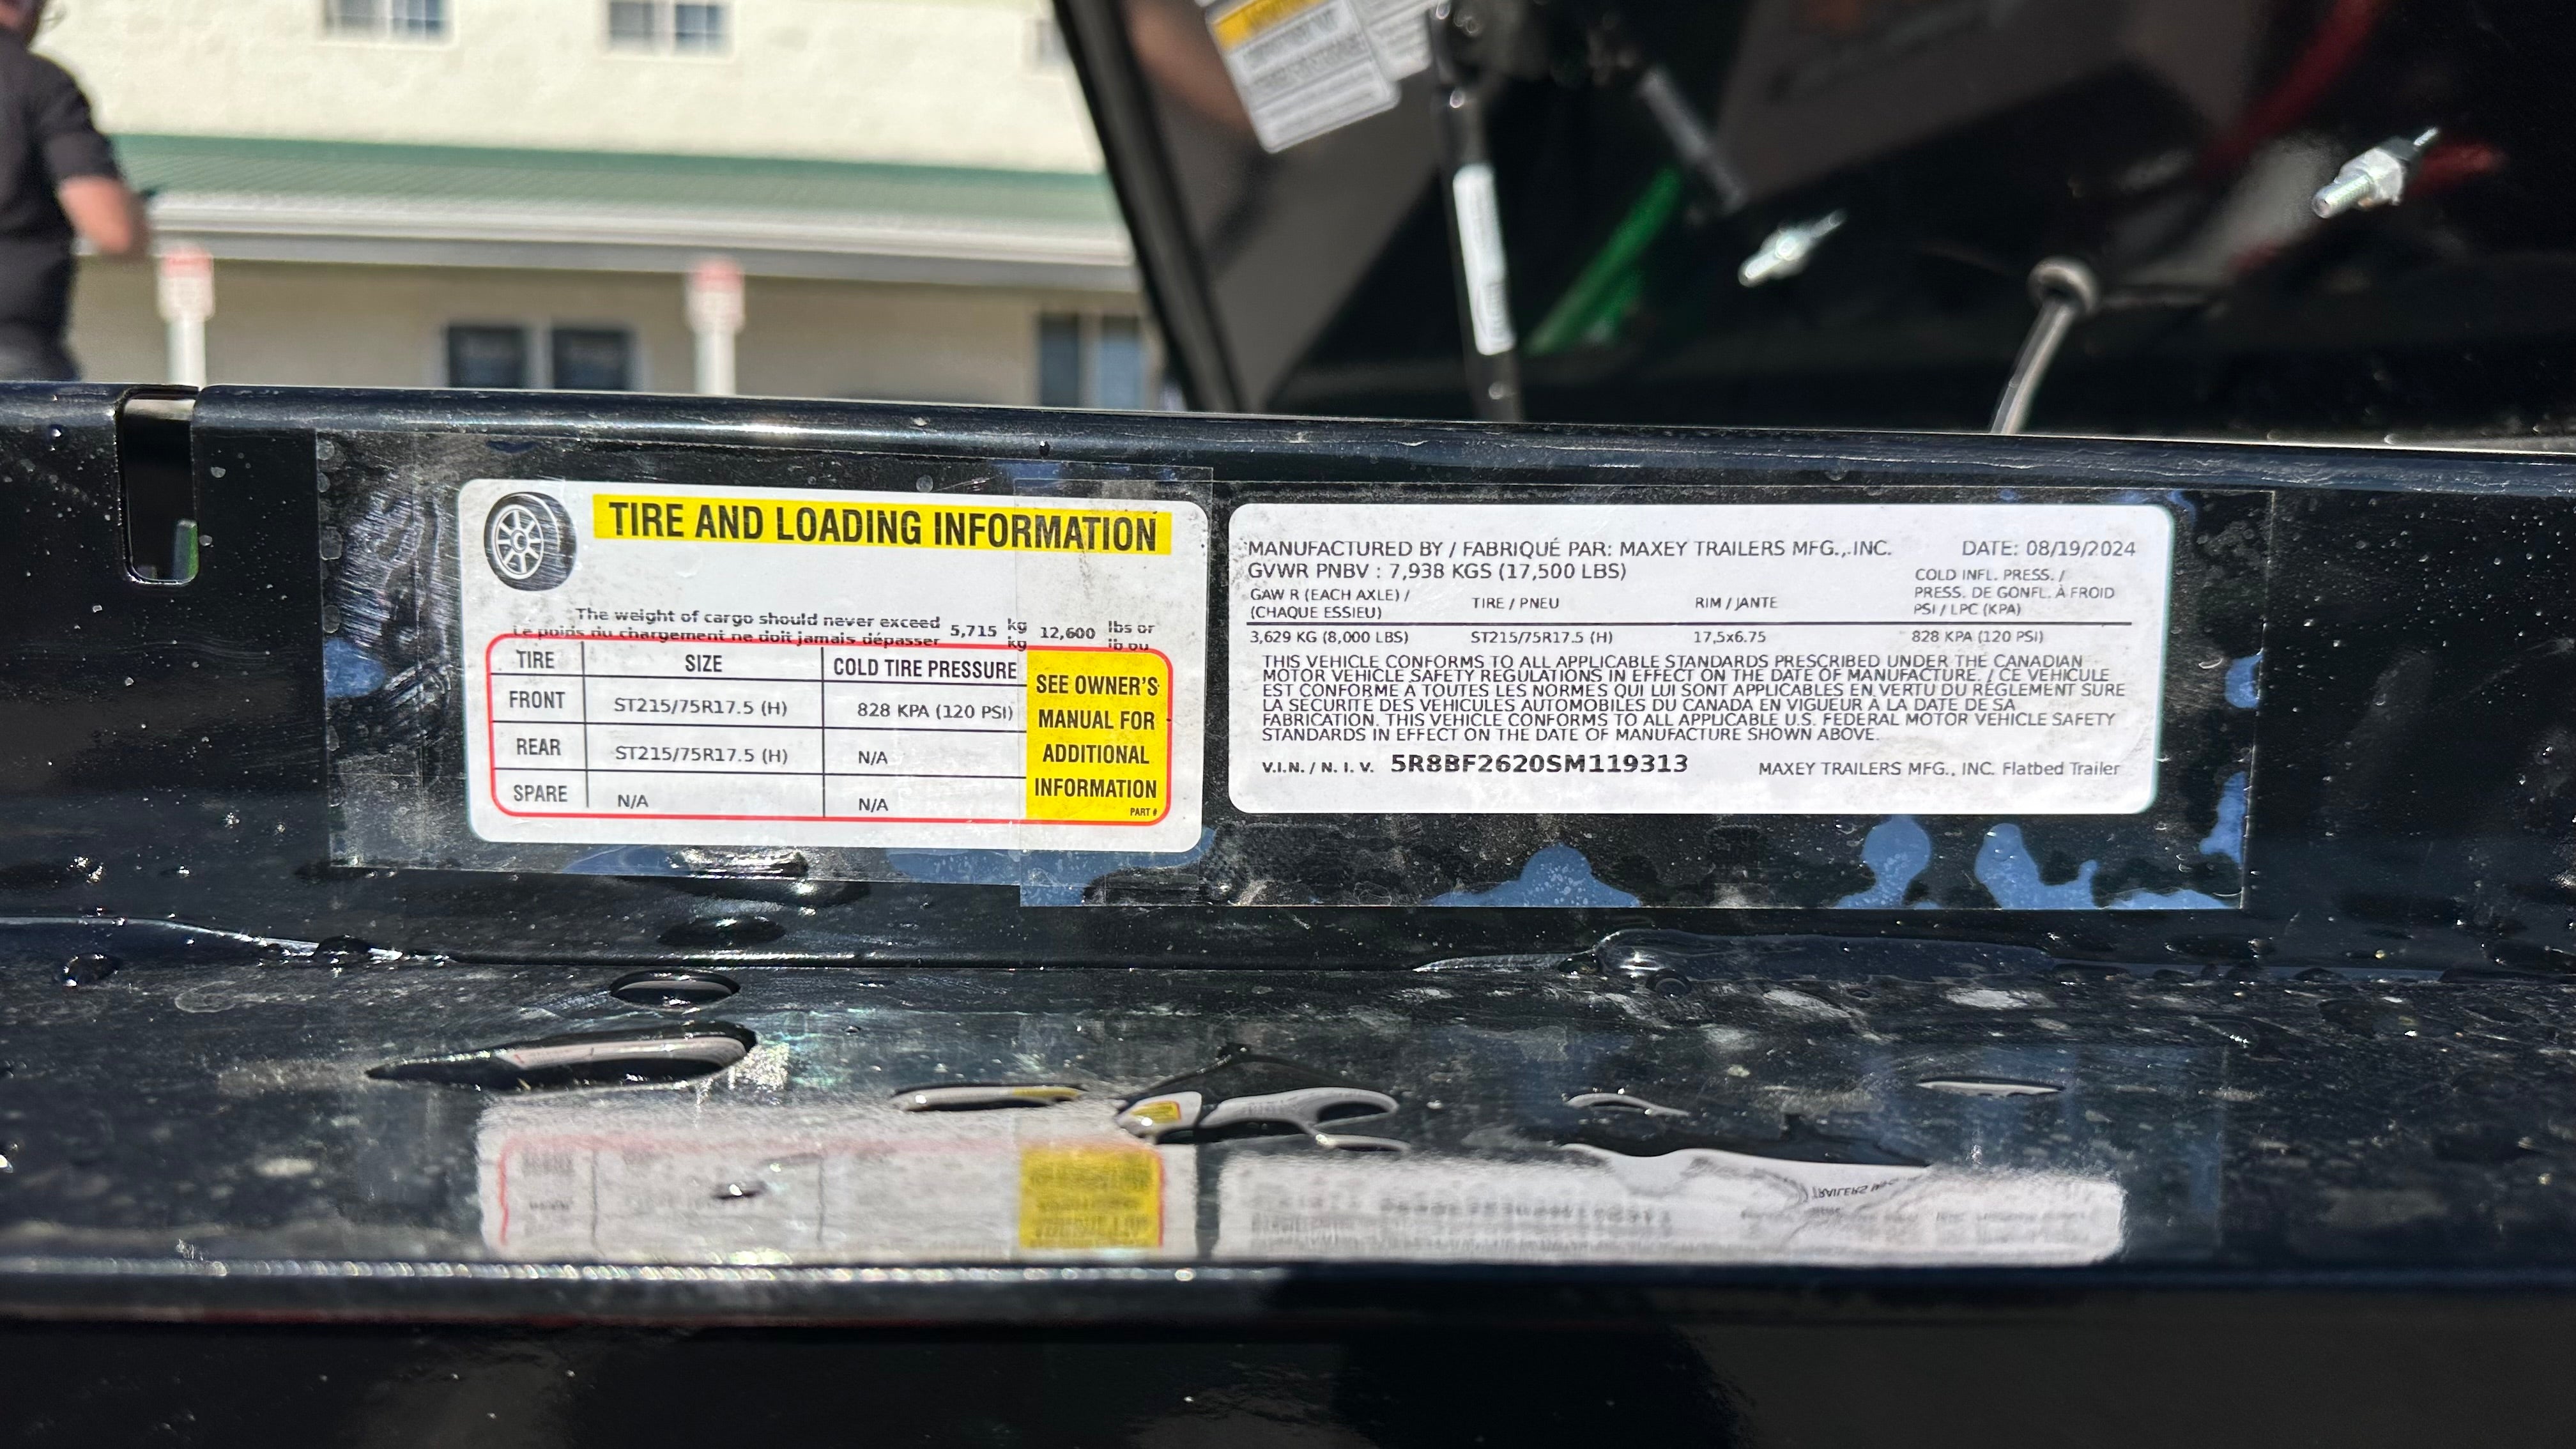 TIRE AND LOADING INFORMATION
The weight of cargo should never exceed 5,715 kg 12,600 lbs or
Le poids du chargement ne doit jamais dépasser kg lb ou
TIRE SIZE COLD TIRE PRESSURE
FRONT ST215/75R17.5 (H) 828 KPA (120 PSI)
REAR ST215/75R17.5 (H) N/A
SPARE N/A N/A
SEE OWNER'S
MANUAL FOR
ADDITIONAL
INFORMATION
PART #
MANUFACTURED BY / FABRIQUÉ PAR: MAXEY TRAILERS MFG.,.INC. DATE: 08/19/2024
GVWR PNBV : 7,938 KGS (17,500 LBS)
GAW R (EACH AXLE) /
(CHAQUE ESSIEU)
TIRE / PNEU
RIM / JANTE
COLD INFL. PRESS. /
PRESS. DE GONFL. À FROID
PSI / LPC (KPA)
3,629 KG (8,000 LBS) ST215/75R17.5 (H) 17,5x6.75 828 KPA (120 PSI)
THIS VEHICLE CONFORMS TO ALL APPLICABLE STANDARDS PRESCRIBED UNDER THE CANADIAN
MOTOR VEHICLE SAFETY REGULATIONS IN EFFECT ON THE DATE OF MANUFACTURE. / CE VEHICULE
EST CONFORME A TOUTES LES NORMES QUI LUI SONT APPLICABLES EN VERTU DU REGLEMENT SURE
LA SECURITE DES VEHICULES AUTOMOBILES DU CANADA EN VIGUEUR A LA DATE DE SA
FABRICATION. THIS VEHICLE CONFORMS TO ALL APPLICABLE U.S. FEDERAL MOTOR VEHICLE SAFETY
STANDARDS IN EFFECT ON THE DATE OF MANUFACTURE SHOWN ABOVE.
V.I.N. / N. I. V. 5R8BF2620SM119313 MAXEY TRAILERS MFG., INC. Flatbed Trailer